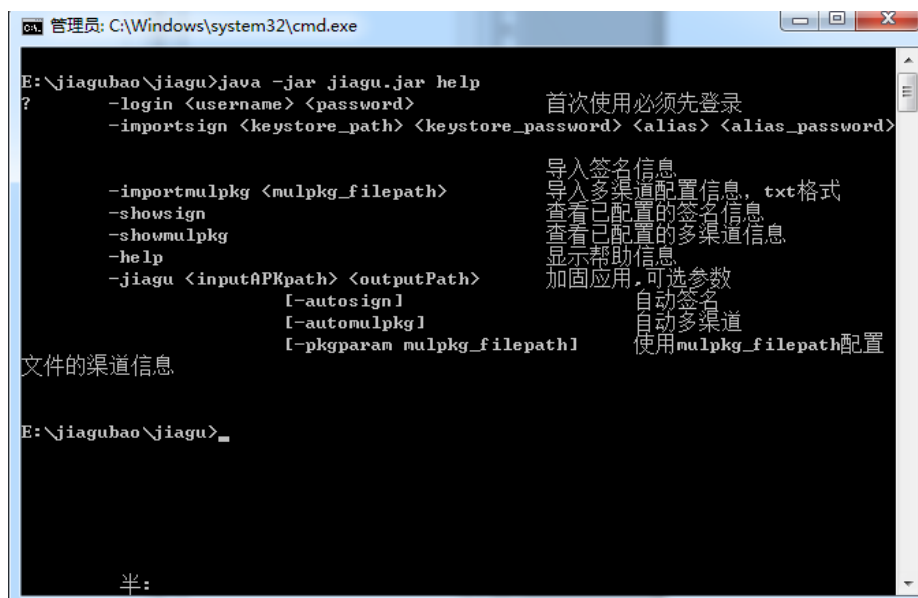 管理员: C:\Windows\system32\cmd.exe
E:\jiagubao\jiagu>java -jar jiagu.jar help
? -login <username> <password> 首次使用必须先登录
-importsign <keystore_path> <keystore_password> <alias> <alias_password>
导入签名信息
-importmulpkg <mulpkg_filepath> 导入多渠道配置信息，txt格式
-showsign 查看已配置的签名信息
-showmulpkg 查看已配置的多渠道信息
-help 显示帮助信息
-jiagu <inputAPKpath> <outputPath> 加固应用,可选参数
[-autosign] 自动签名
[-automulpkg] 自动多渠道
[-pkgparam mulpkg_filepath] 使用mulpkg_filepath配置
文件的渠道信息
E:\jiagubao\jiagu>_
半: